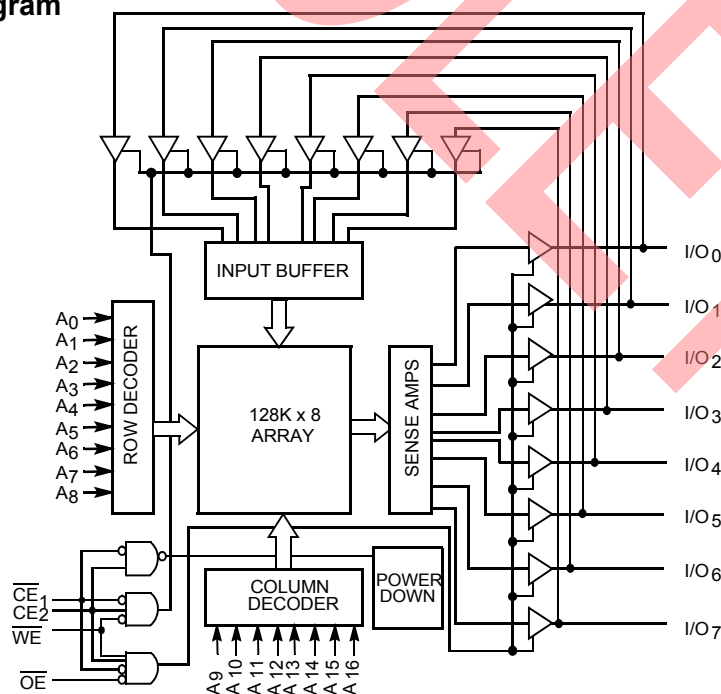 gram
INPUT BUFFER
I/O0
I/O1
I/O2
I/O3
I/O4
I/O5
I/O6
I/O7
A0
A1
A2
A3
A4
A5
A6
A7
A8
ROW DECODER
128K x 8
ARRAY
SENSE AMPS
CE1
CE2
WE
OE
COLUMN
DECODER
POWER
DOWN
A9
A10
A11
A12
A13
A14
A15
A16